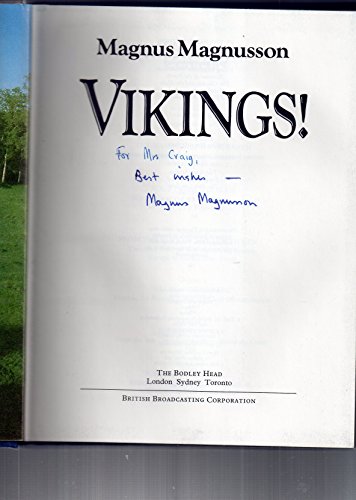 Magnus Magnusson
VIKINGS!
For Mrs Craig,
Best wishes —
Magnus Magnusson
THE BODLEY HEAD
London Sydney Toronto
BRITISH BROADCASTING CORPORATION